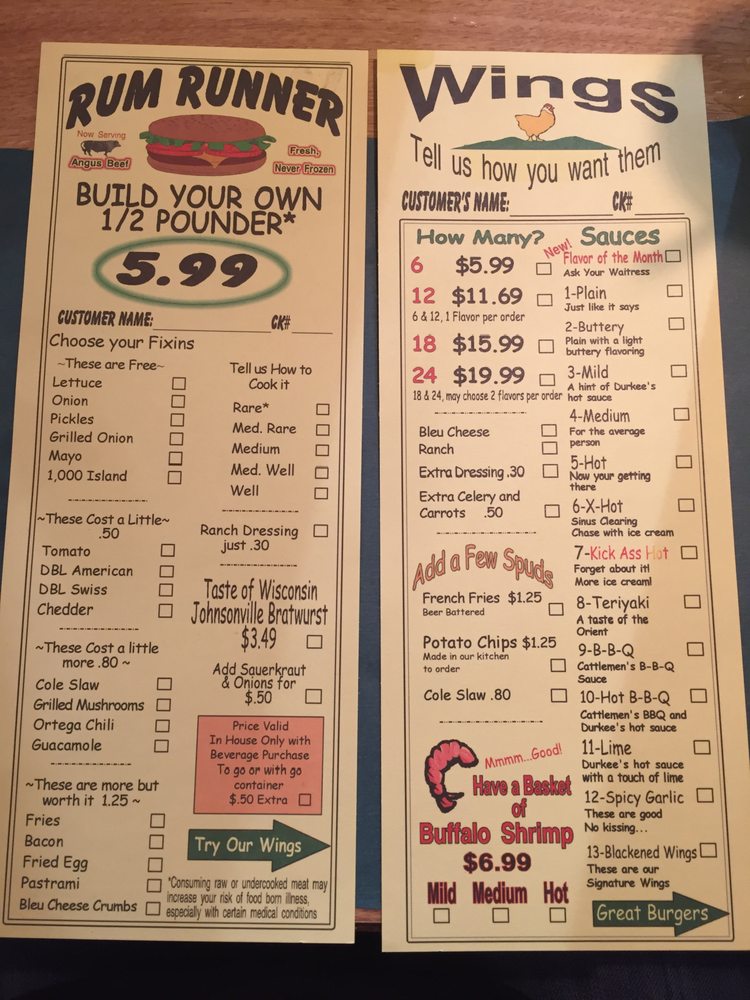 RUM RUNNER
Now Serving
Angus Beef
Fresh,
Never Frozen
BUILD YOUR OWN
1/2 POUNDER*
5.99
CUSTOMER NAME:
CK#
Choose your Fixins
~These are Free~
Lettuce
Onion
Pickles
Grilled Onion
Mayo
1,000 Island
~These Cost a Little~
.50
Tomato
DBL American
DBL Swiss
Chedder
~These Cost a little
more .80 ~
Cole Slaw
Grilled Mushrooms
Ortega Chili
Guacamole
~These are more but
worth it 1.25 ~
Fries
Bacon
Fried Egg
Pastrami
Bleu Cheese Crumbs
Tell us How to
Cook it
Rare*
Med. Rare
Medium
Med. Well
Well
Ranch Dressing
just .30
Taste of Wisconsin
Johnsonville Bratwurst
$3.49
Add Sauerkraut
& Onions for
$.50
Price Valid
In House Only with
Beverage Purchase
To go or with go
container
$.50 Extra
Try Our Wings
*Consuming raw or undercooked meat may
increase your risk of food born illness,
especially with certain medical conditions
Wings
Tell us how you want them
CUSTOMER'S NAME:
CK#
How Many?
6 $5.99
12 $11.69
6 & 12, 1 Flavor per order
18 $15.99
24 $19.99
18 & 24, may choose 2 flavors per order
Bleu Cheese
Ranch
Extra Dressing .30
Extra Celery and
Carrots .50
Add a Few Spuds
French Fries $1.25
Beer Battered
Potato Chips $1.25
Made in our kitchen
to order
Cole Slaw .80
Mmmm...Good!
Have a Basket
of
Buffalo Shrimp
$6.99
Mild Medium Hot
Sauces
New!
Flavor of the Month
Ask Your Waitress
1-Plain
Just like it says
2-Buttery
Plain with a light
buttery flavoring
3-Mild
A hint of Durkee's
hot sauce
4-Medium
For the average
person
5-Hot
Now your getting
there
6-X-Hot
Sinus Clearing
Chase with ice cream
7-Kick Ass Hot
Forget about it!
More ice cream!
8-Teriyaki
A taste of the
Orient
9-B-B-Q
Cattlemen's B-B-Q
Sauce
10-Hot B-B-Q
Cattlemen's BBQ and
Durkee's hot sauce
11-Lime
Durkee's hot sauce
with a touch of lime
12-Spicy Garlic
These are good
No kissing...
13-Blackened Wings
These are our
Signature Wings
Great Burgers